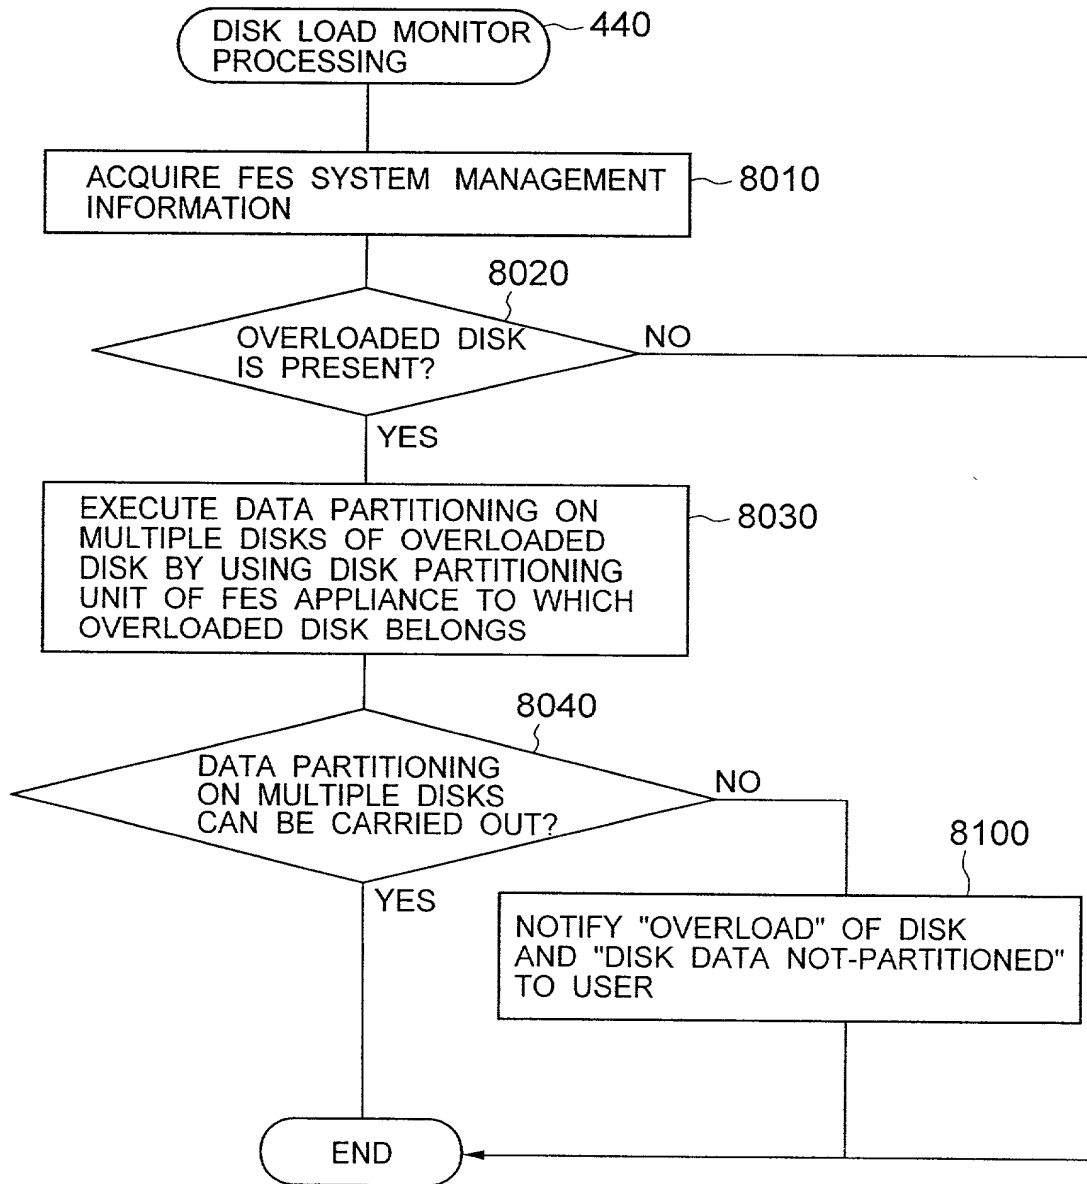 DISK LOAD MONITOR
PROCESSING
440
ACQUIRE FES SYSTEM MANAGEMENT
INFORMATION
8010
8020
OVERLOADED DISK
IS PRESENT?
NO
YES
EXECUTE DATA PARTITIONING ON
MULTIPLE DISKS OF OVERLOADED
DISK BY USING DISK PARTITIONING
UNIT OF FES APPLIANCE TO WHICH
OVERLOADED DISK BELONGS
8030
8040
DATA PARTITIONING
ON MULTIPLE DISKS
CAN BE CARRIED OUT?
NO
YES
8100
NOTIFY "OVERLOAD" OF DISK
AND "DISK DATA NOT-PARTITIONED"
TO USER
END